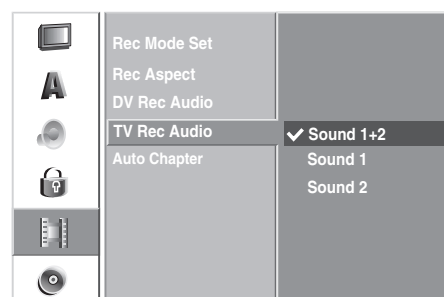 Rec Mode Set
Rec Aspect
DV Rec Audio
TV Rec Audio
Auto Chapter
Sound 1+2
Sound 1
Sound 2
A